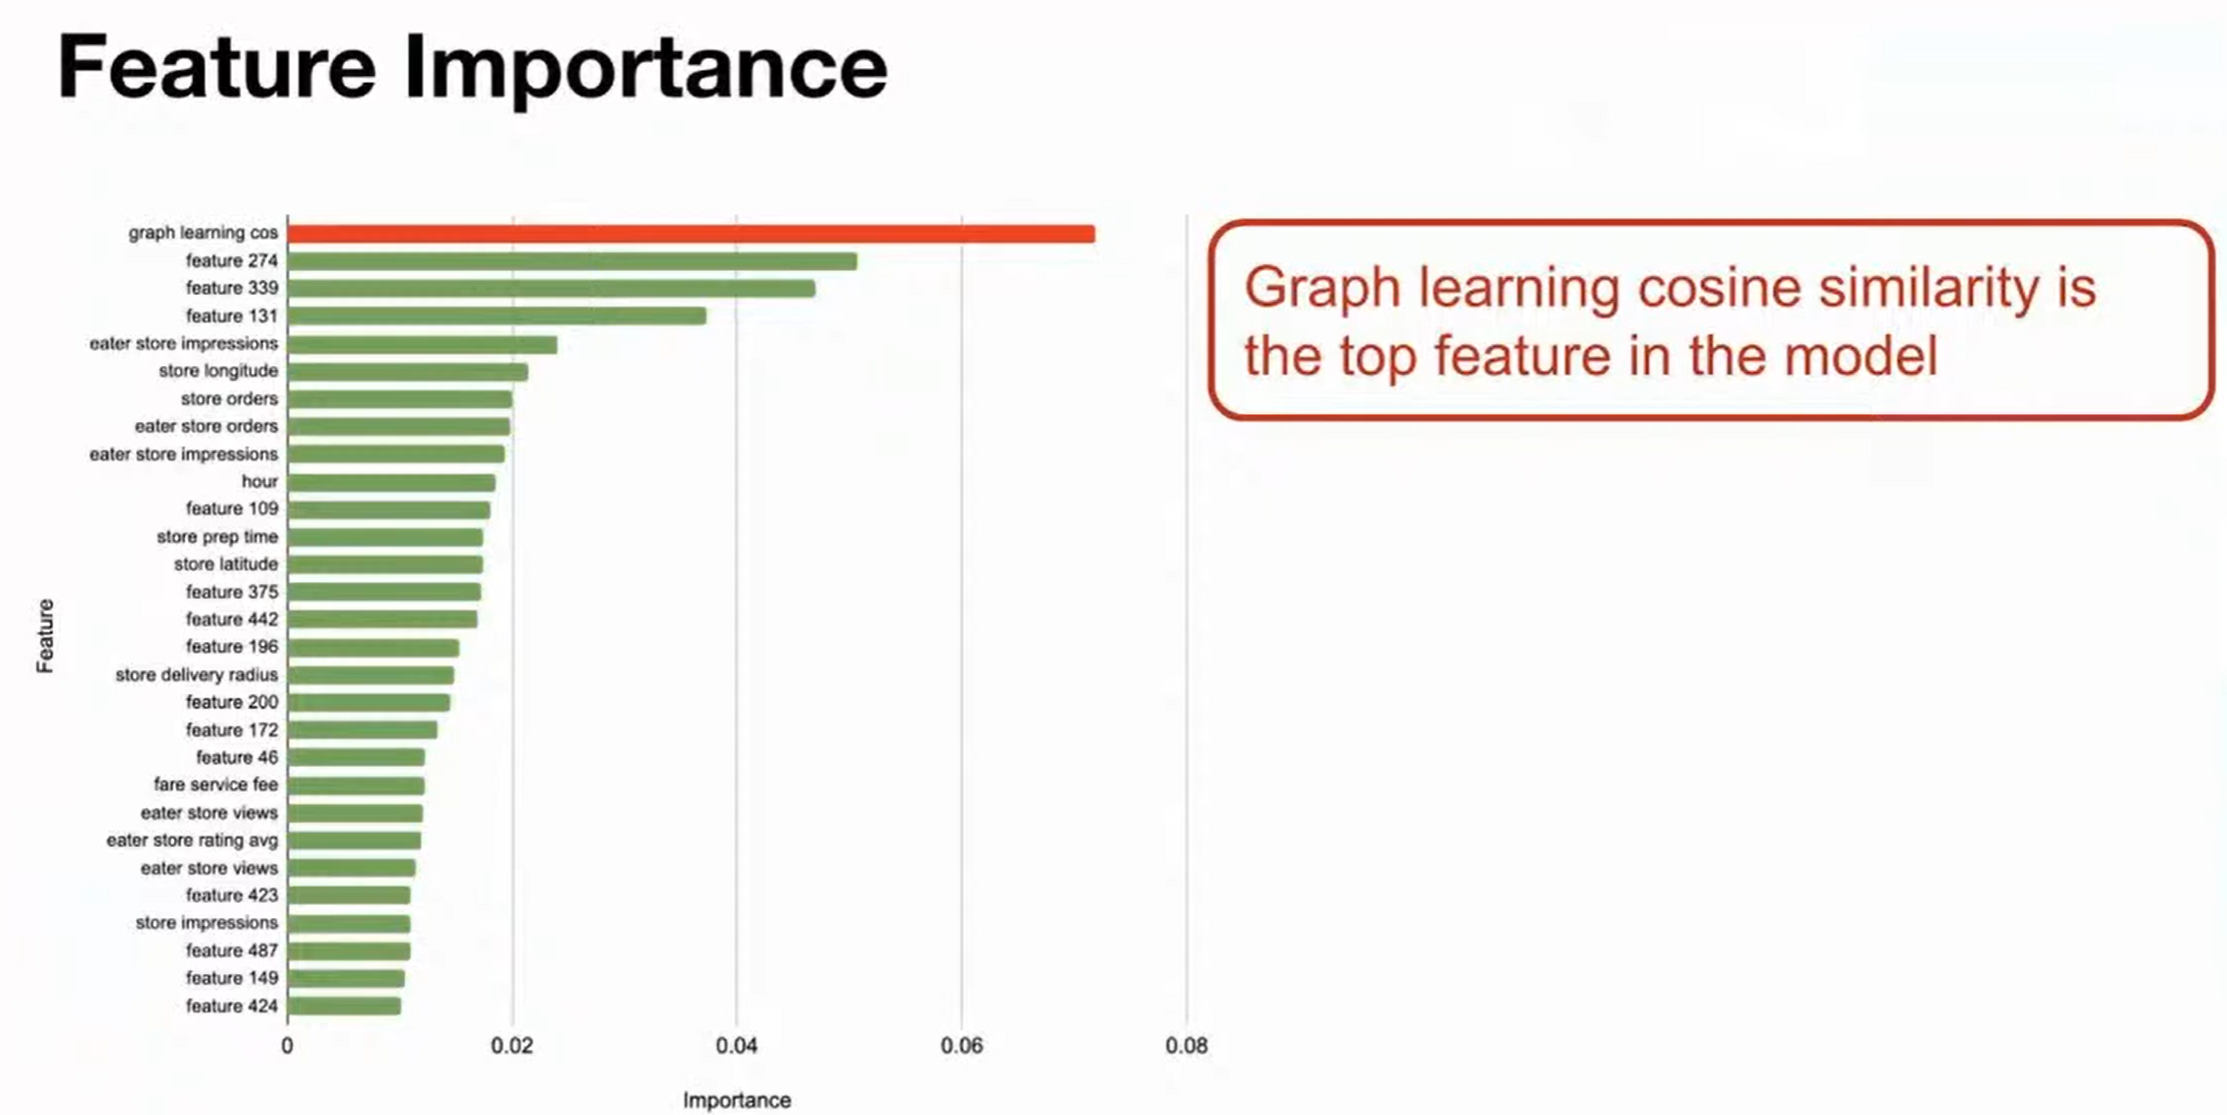 Feature Importance
graph learning cos
feature 274
feature 339
feature 131
eater store impressions
store longitude
store orders
eater store orders
eater store impressions
hour
feature 109
store prep time
store latitude
feature 375
feature 442
feature 196
store delivery radius
feature 200
feature 172
feature 46
fare service fee
eater store views
eater store rating avg
eater store views
feature 423
store impressions
feature 487
feature 149
feature 424
Feature
0 0.02 0.04 0.06 0.08
Importance
Graph learning cosine similarity is
the top feature in the model